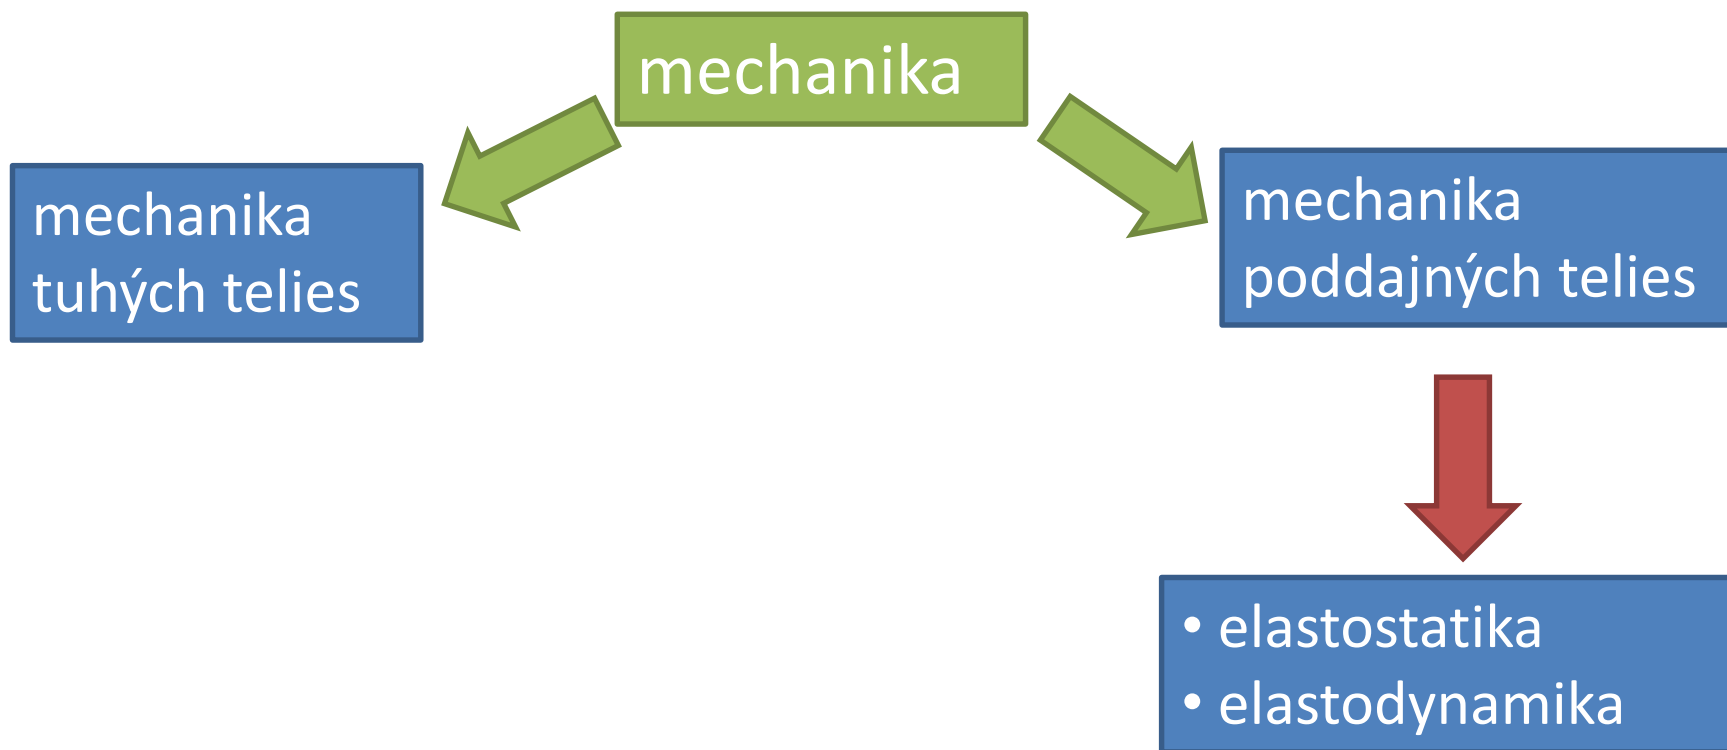 mechanika
mechanika
tuhých telies
mechanika
poddajných telies
• elastostatika
• elastodynamika